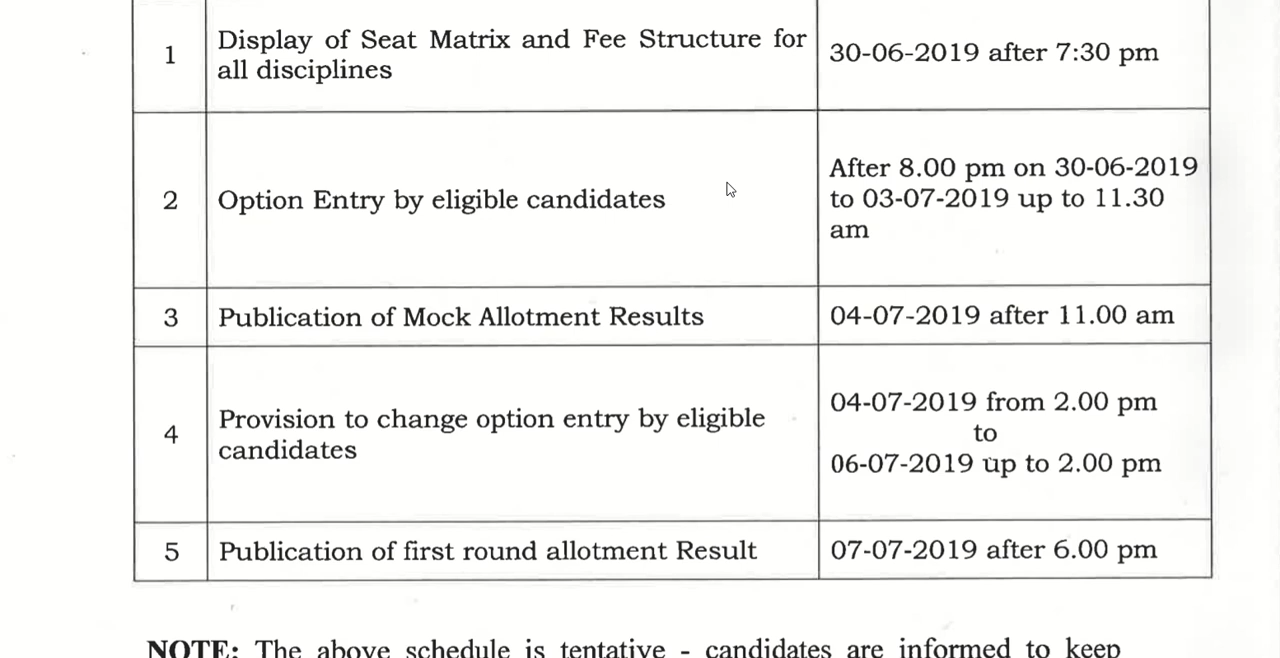 1
Display of Seat Matrix and Fee Structure for
all disciplines
30-06-2019 after 7:30 pm
2
Option Entry by eligible candidates
After 8.00 pm on 30-06-2019
to 03-07-2019 up to 11.30
am
3
Publication of Mock Allotment Results
04-07-2019 after 11.00 am
4
Provision to change option entry by eligible
candidates
04-07-2019 from 2.00 pm
to
06-07-2019 up to 2.00 pm
5
Publication of first round allotment Result
07-07-2019 after 6.00 pm
NOTE: The above schedule is tentative - candidates are informed to keep